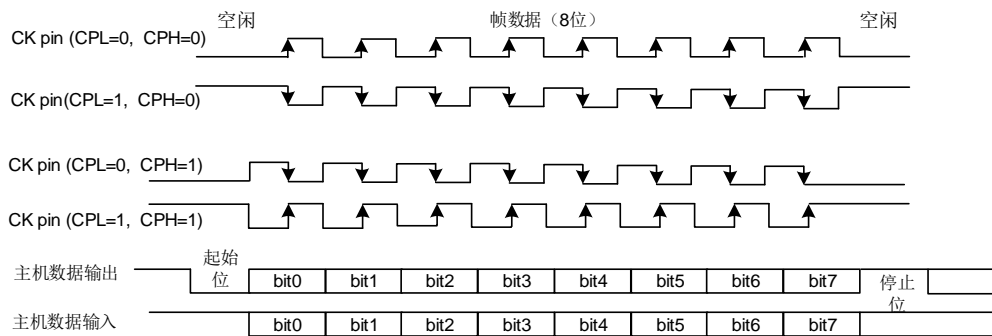 空闲 帧数据（8位） 空闲
CK pin (CPL=0, CPH=0)
CK pin(CPL=1, CPH=0)
CK pin (CPL=0, CPH=1)
CK pin (CPL=1, CPH=1)
主机数据输出 起始位 bit0 bit1 bit2 bit3 bit4 bit5 bit6 bit7 停止位
主机数据输入 bit0 bit1 bit2 bit3 bit4 bit5 bit6 bit7